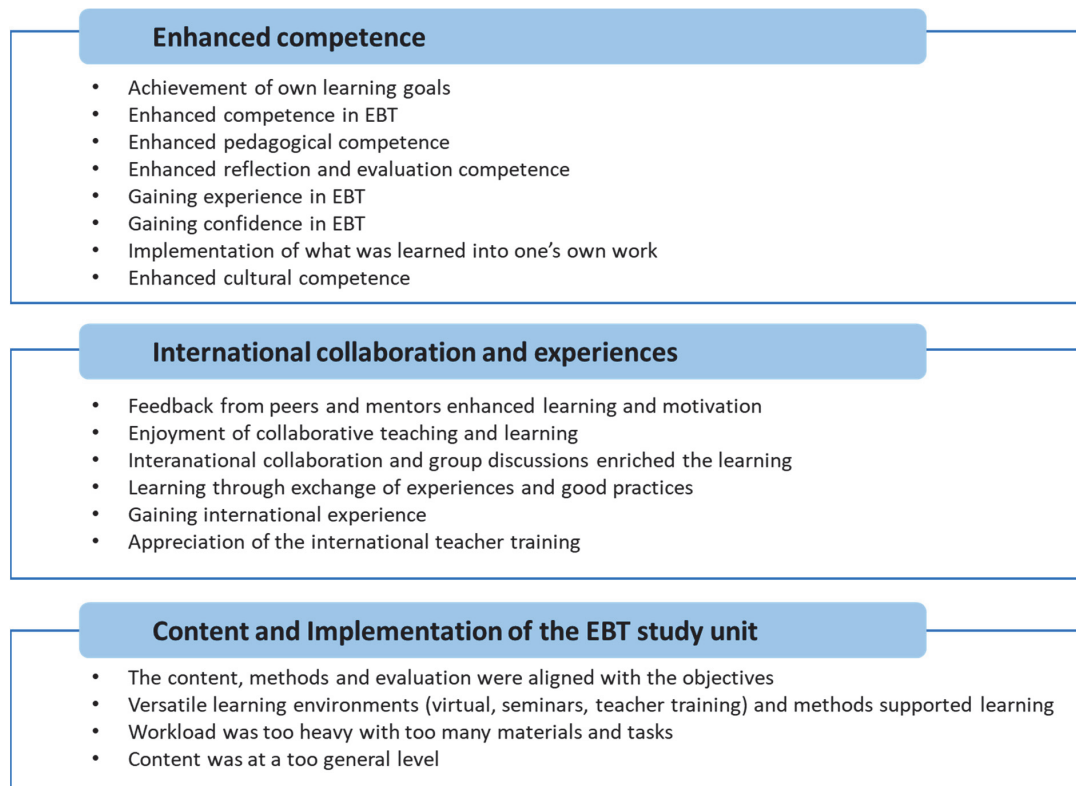 Enhanced competence
• Achievement of own learning goals
• Enhanced competence in EBT
• Enhanced pedagogical competence
• Enhanced reflection and evaluation competence
• Gaining experience in EBT
• Gaining confidence in EBT
• Implementation of what was learned into one's own work
• Enhanced cultural competence
International collaboration and experiences
• Feedback from peers and mentors enhanced learning and motivation
• Enjoyment of collaborative teaching and learning
• Interanational collaboration and group discussions enriched the learning
• Learning through exchange of experiences and good practices
• Gaining international experience
• Appreciation of the international teacher training
Content and Implementation of the EBT study unit
• The content, methods and evaluation were aligned with the objectives
• Versatile learning environments (virtual, seminars, teacher training) and methods supported learning
• Workload was too heavy with too many materials and tasks
• Content was at a too general level